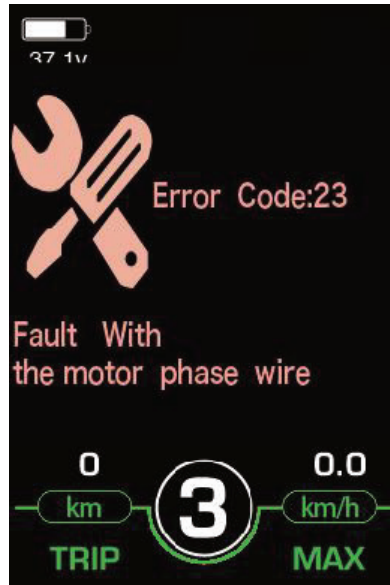 37.1v
Error Code:23
Fault With
the motor phase wire
0 0.0
km 3 km/h
TRIP MAX